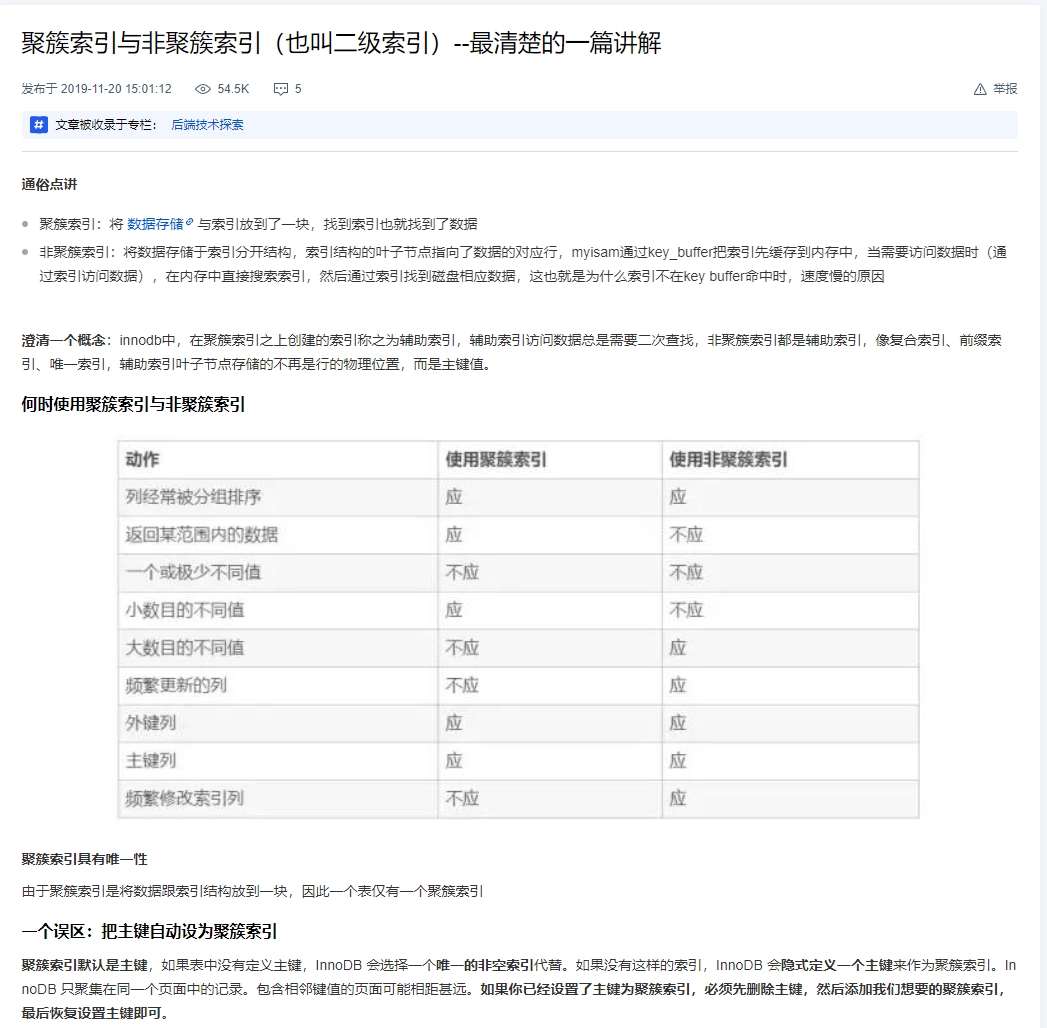 聚簇索引与非聚簇索引（也叫二级索引）--最清楚的一篇讲解
发布于 2019-11-20 15:01:12 54.5K 5 举报
# 文章被收录于专栏： 后端技术探索
通俗点讲
聚簇索引：将 数据存储 与索引放到了一块，找到索引也就找到了数据
非聚簇索引：将数据存储于索引分开结构，索引结构的叶子节点指向了数据的对应行，myisam通过key_buffer把索引先缓存到内存中，当需要访问数据时（通
过索引访问数据），在内存中直接搜索索引，然后通过索引找到磁盘相应数据，这也就是为什么索引不在key buffer命中时，速度慢的原因
澄清一个概念：innodb中，在聚簇索引之上创建的索引称之为辅助索引，辅助索引访问数据总是需要二次查找，非聚簇索引都是辅助索引，像复合索引、前缀索
引、唯一索引，辅助索引叶子节点存储的不再是行的物理位置，而是主键值。
何时使用聚簇索引与非聚簇索引
动作 使用聚簇索引 使用非聚簇索引
列经常被分组排序 应 应
返回某范围内的数据 应 不应
一个或极少不同值 不应 不应
小数目的不同值 应 不应
大数目的不同值 不应 应
频繁更新的列 不应 应
外键列 应 应
主键列 应 应
频繁修改索引列 不应 应
聚簇索引具有唯一性
由于聚簇索引是将数据跟索引结构放到一块，因此一个表仅有一个聚簇索引
一个误区：把主键自动设为聚簇索引
聚簇索引默认是主键，如果表中没有定义主键，InnoDB 会选择一个唯一的非空索引代替。如果没有这样的索引，InnoDB 会隐式定义一个主键来作为聚簇索引。In
noDB 只聚集在同一个页面中的记录。包含相邻键值的页面可能相距甚远。如果你已经设置了主键为聚簇索引，必须先删除主键，然后添加我们想要的聚簇索引，
最后恢复设置主键即可。